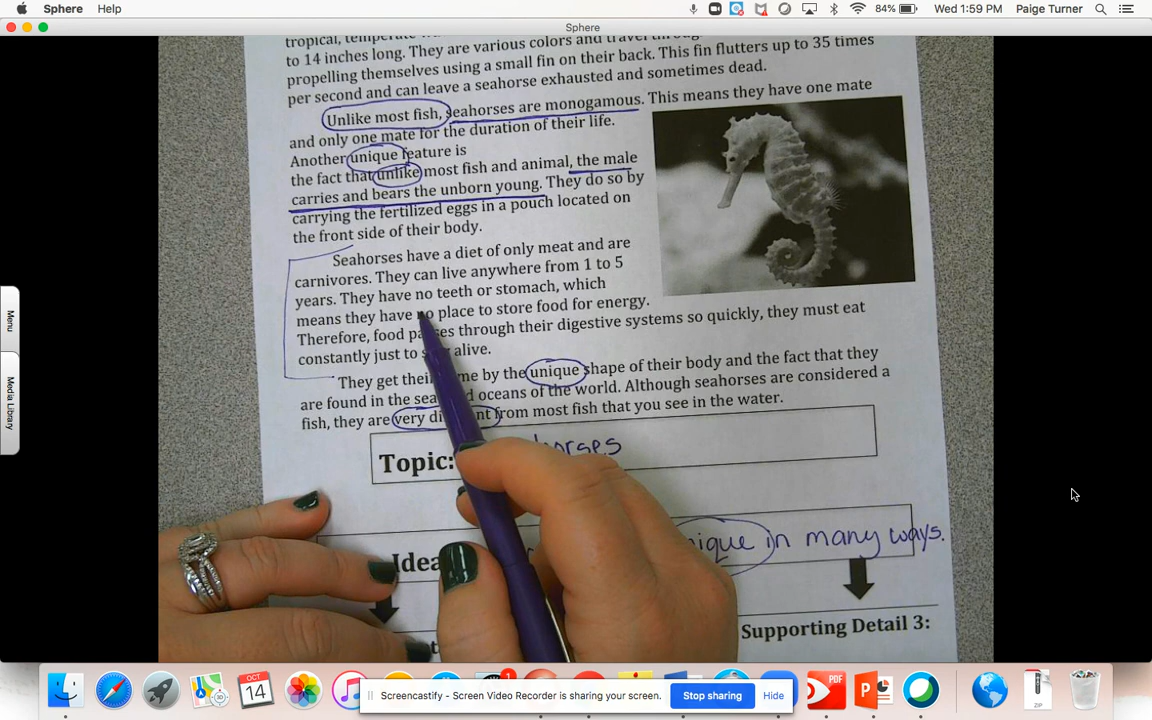 Sphere Help
84% Wed 1:59 PM Paige Turner
Sphere
tropical, temperate
to 14 inches long. They are various colors and travel
propelling themselves using a small fin on their back. This fin flutters up to 35 times
per second and can leave a seahorse exhausted and sometimes dead.
Unlike most fish, seahorses are monogamous. This means they have one mate
and only one mate for the duration of their life.
Another unique feature is
the fact that unlike most fish and animal, the male
carries and bears the unborn young. They do so by
carrying the fertilized eggs in a pouch located on
the front side of their body.
Seahorses have a diet of only meat and are
carnivores. They can live anywhere from 1 to 5
years. They have no teeth or stomach, which
means they have no place to store food for energy.
Therefore, food passes through their digestive systems so quickly, they must eat
constantly just to stay alive.
They get their name by the unique shape of their body and the fact that they
are found in the seas and oceans of the world. Although seahorses are considered a
fish, they are very different from most fish that you see in the water.
Topic:
Idea
unique in many ways.
Supporting Detail 3:
Menu
Media Library
OCT
14
1
PDF
ZIP
Screencastify - Screen Video Recorder is sharing your screen. Stop sharing Hide